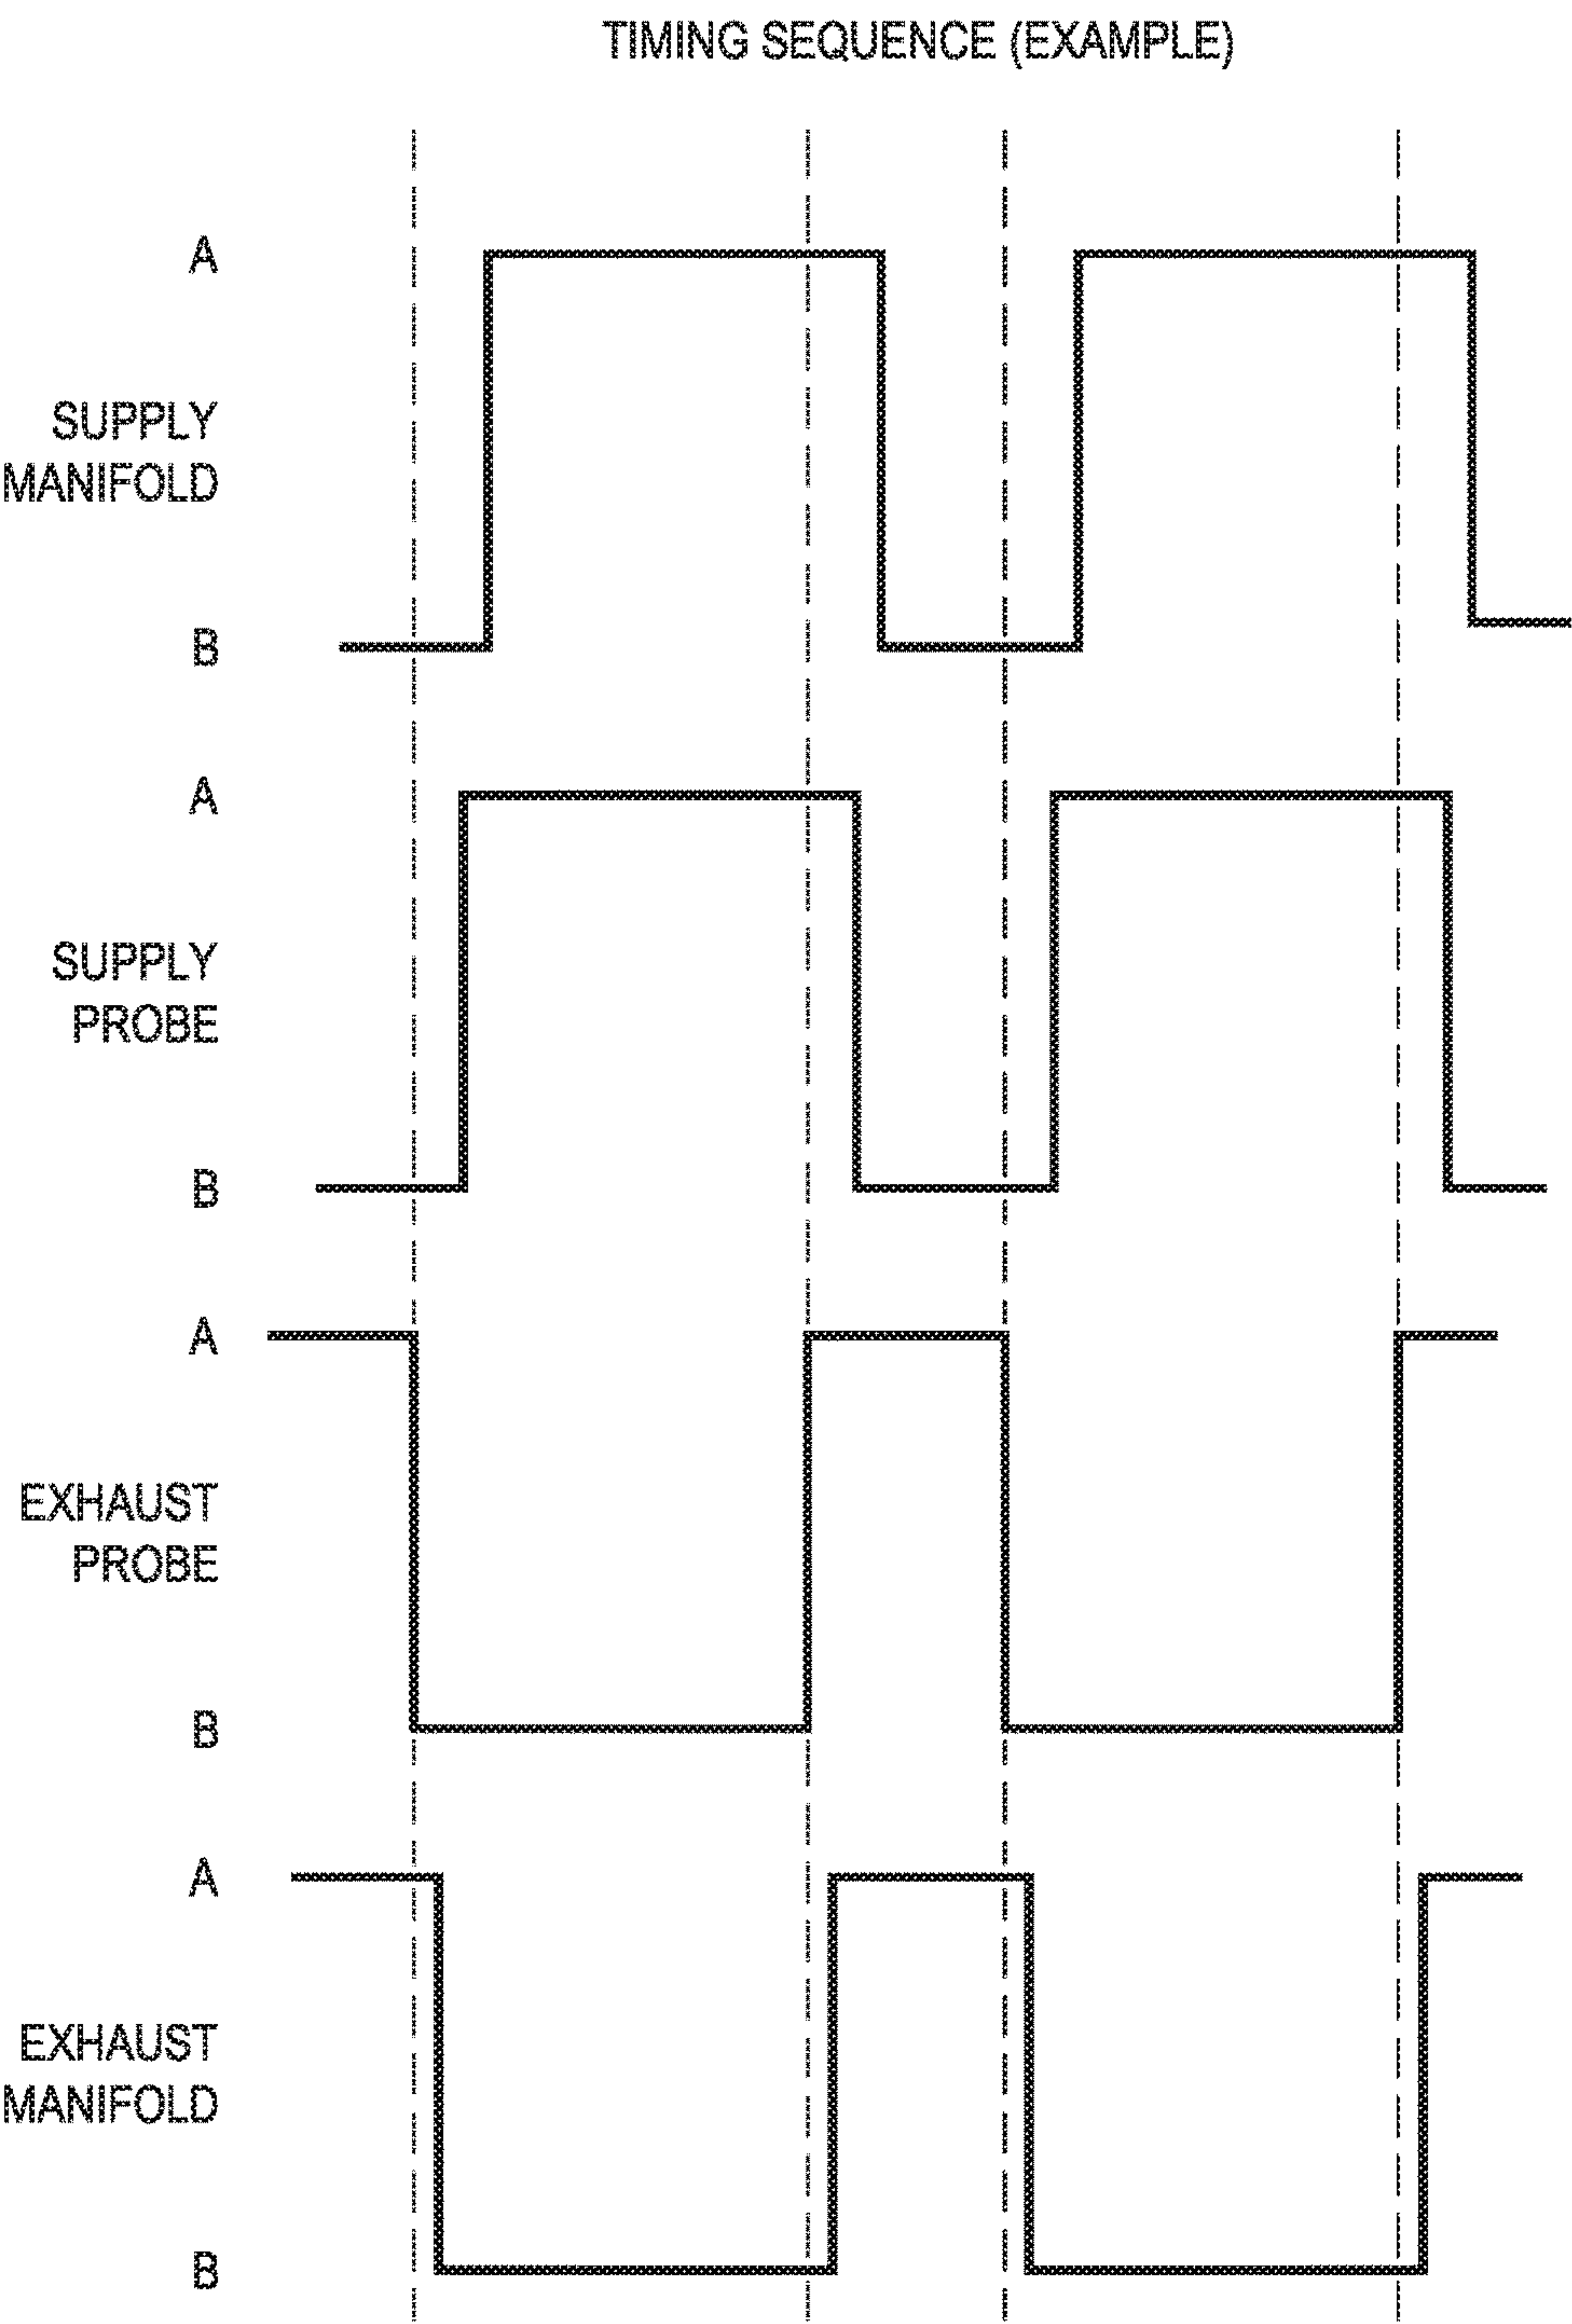 TIMING SEQUENCE (EXAMPLE)
A
SUPPLY
MANIFOLD
B
A
SUPPLY
PROBE
B
A
EXHAUST
PROBE
B
A
EXHAUST
MANIFOLD
B